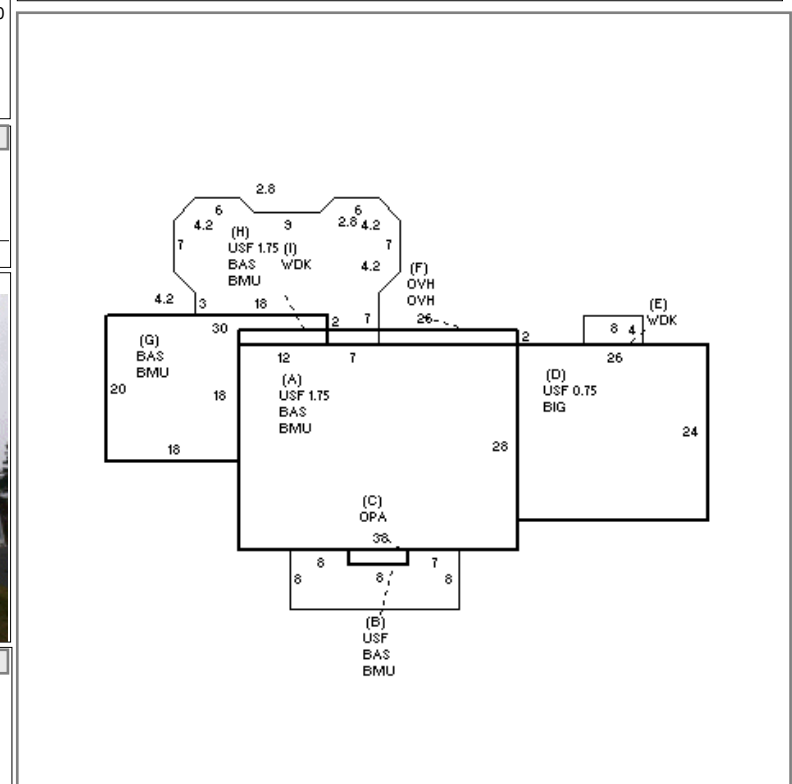 2.8
6
6
4.2
9
2.8 4.2
(H)
USF 1.75 (I)
BAS WDK
BMU
7
7
4.2
(F)
OVH
OVH
4.2
3
18
2
7
26
(E)
WDK
30
8 4
2
(G)
BAS
BMU
12
7
26
(A)
USF 1.75
BAS
BMU
(D)
USF 0.75
BIG
20
18
24
28
18
(C)
OPA
38
8
7
8
8
8
(B)
USF
BAS
BMU